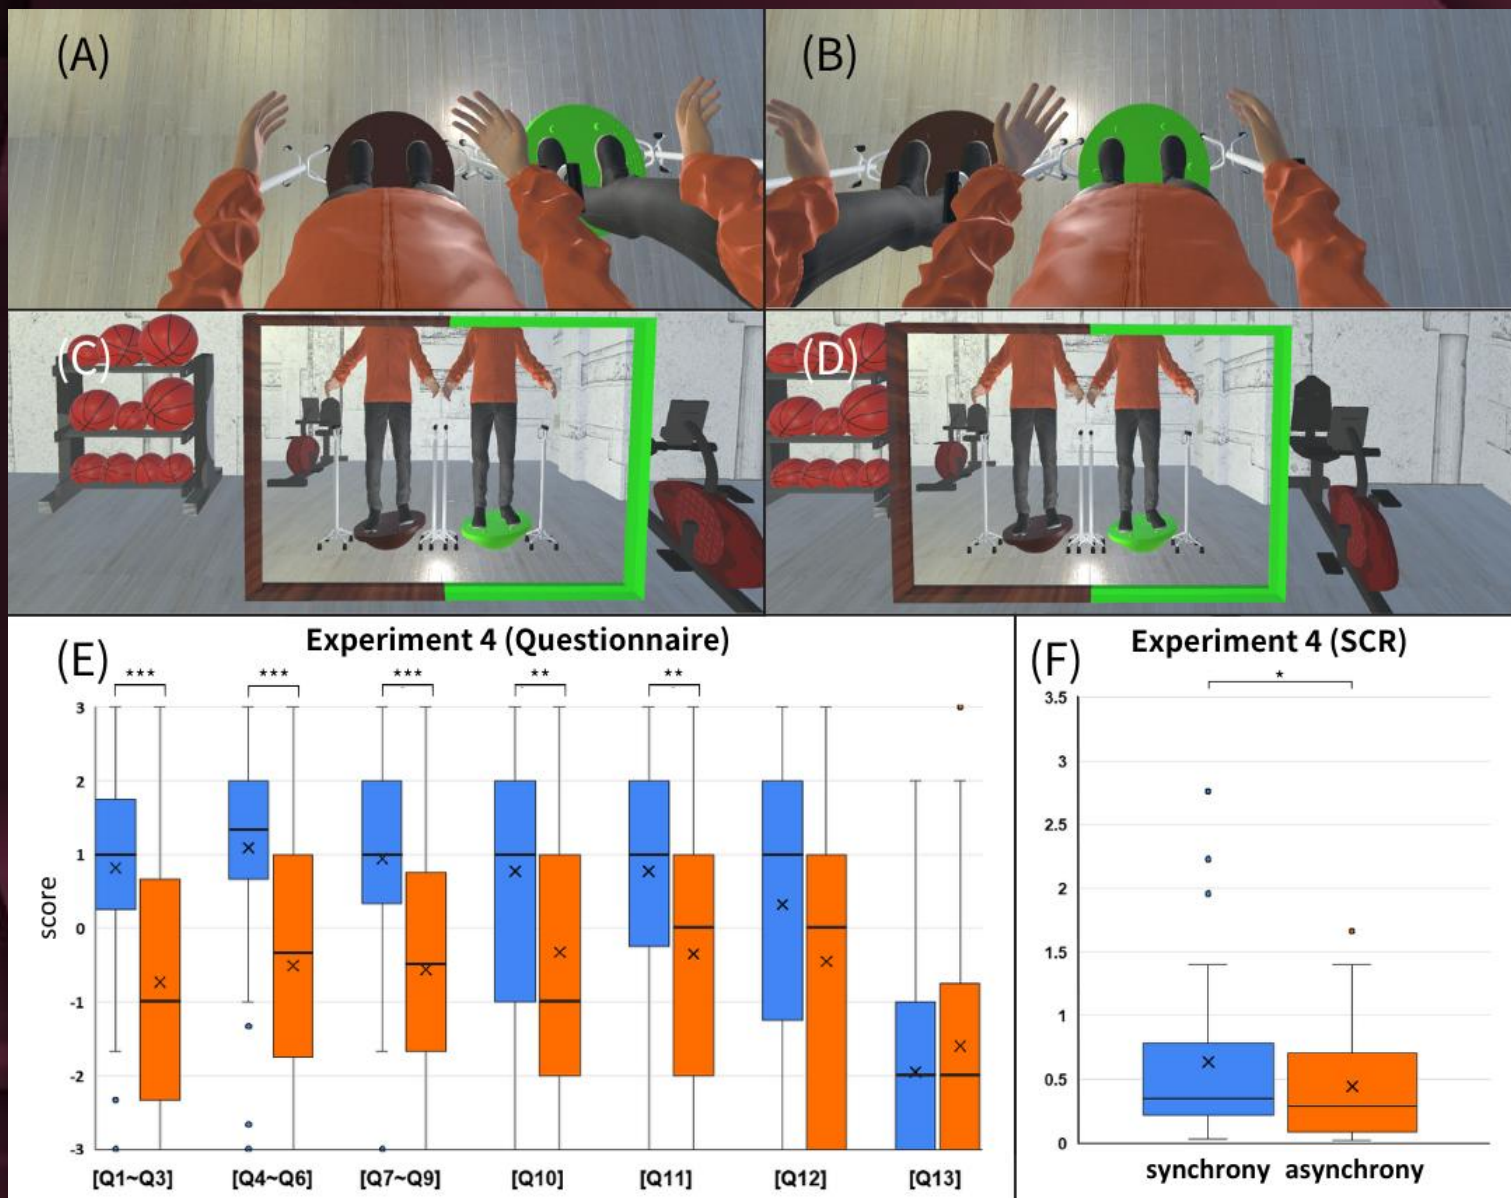 (A)
(B)
(C)
(D)
(E)
Experiment 4 (Questionnaire)
*** *** *** ** **
score
3
2
1
0
-1
-2
-3
[Q1~Q3] [Q4~Q6] [Q7~Q9] [Q10] [Q11] [Q12] [Q13]
(F)
Experiment 4 (SCR)
*
3.5
3
2.5
2
1.5
1
0.5
0
synchrony asynchrony